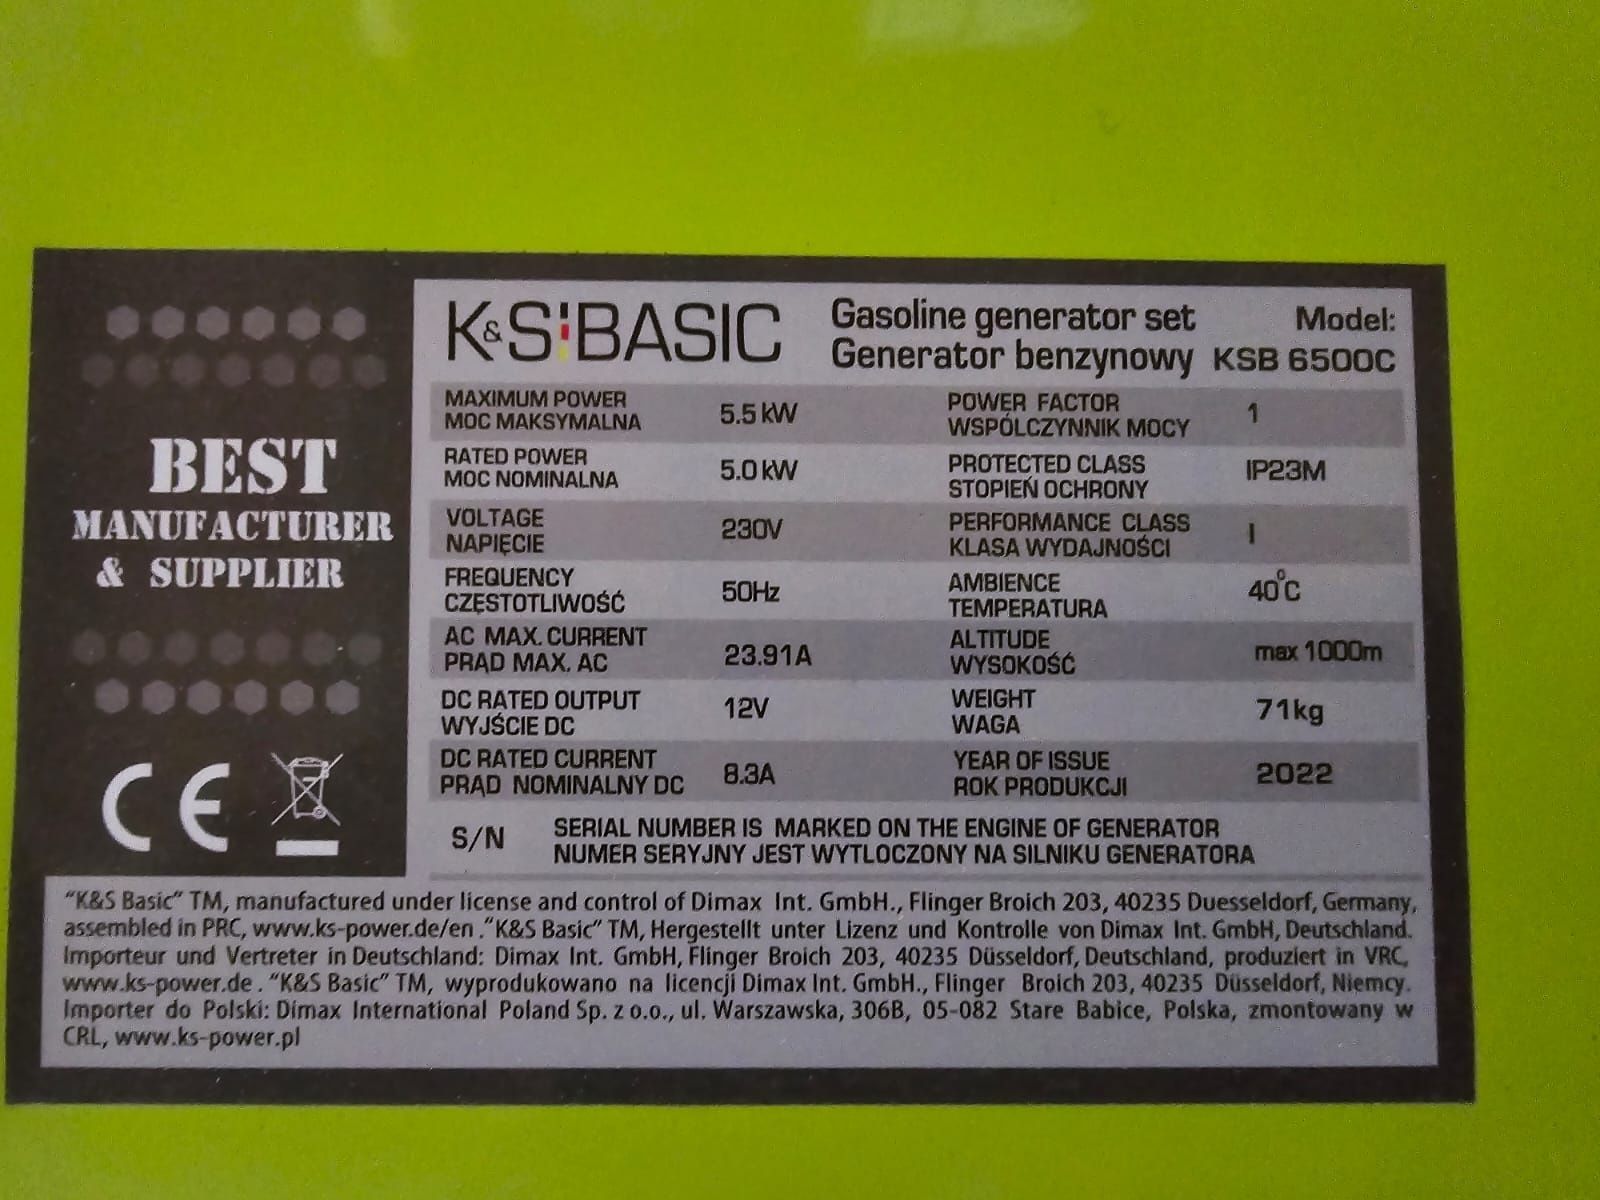 K&S BASIC
Gasoline generator set
Generator benzynowy
Model:
KSB 6500C
BEST
MANUFACTURER
& SUPPLIER
CE
MAXIMUM POWER
MOC MAKSYMALNA
5.5 kW
POWER FACTOR
WSPÓLCZYNNIK MOCY
1
RATED POWER
MOC NOMINALNA
5.0 kW
PROTECTED CLASS
STOPIEŃ OCHRONY
IP23M
VOLTAGE
NAPIĘCIE
230V
PERFORMANCE CLASS
KLASA WYDAJNOŚCI
I
FREQUENCY
CZĘSTOTLIWOŚĆ
50Hz
AMBIENCE
TEMPERATURA
40°C
AC MAX. CURRENT
PRĄD MAX. AC
23.91A
ALTITUDE
WYSOKOŚĆ
max 1000m
DC RATED OUTPUT
WYJŚCIE DC
12V
WEIGHT
WAGA
71kg
DC RATED CURRENT
PRĄD NOMINALNY DC
8.3A
YEAR OF ISSUE
ROK PRODUKCJI
2022
S/N
SERIAL NUMBER IS MARKED ON THE ENGINE OF GENERATOR
NUMER SERYJNY JEST WYTLOCZONY NA SILNIKU GENERATORA
“K&S Basic” TM, manufactured under license and control of Dimax Int. GmbH., Flinger Broich 203, 40235 Duesseldorf, Germany,
assembled in PRC, www.ks-power.de/en .“K&S Basic” TM, Hergestellt unter Lizenz und Kontrolle von Dimax Int. GmbH, Deutschland.
Importeur und Vertreter in Deutschland: Dimax Int. GmbH, Flinger Broich 203, 40235 Düsseldorf, Deutschland, produziert in VRC,
www.ks-power.de . “K&S Basic” TM, wyprodukowano na licencji Dimax Int. GmbH., Flinger Broich 203, 40235 Düsseldorf, Niemcy.
Importer do Polski: Dimax International Poland Sp. z o.o., ul. Warszawska, 306B, 05-082 Stare Babice, Polska, zmontowany w
CRL, www.ks-power.pl